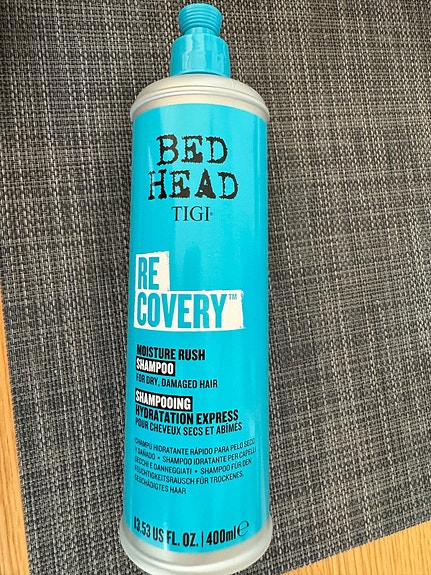 BED
HEAD
TIGI®
RE
COVERY™
MOISTURE RUSH
SHAMPOO
FOR DRY, DAMAGED HAIR
SHAMPOOING
HYDRATATION EXPRESS
POUR CHEVEUX SECS ET ABÎMÉS
CHAMPÚ HIDRATANTE RÁPIDO PARA PELO SECO
Y DAÑADO • SHAMPOO IDRATANTE PER CAPELLI
SECCHI E DANNEGGIATI • SHAMPOO FÜR DEN
FEUCHTIGKEITSRAUSCH FÜR TROCKENES,
GESCHÄDIGTES HAAR
13.53 US FL. OZ. | 400ml℮